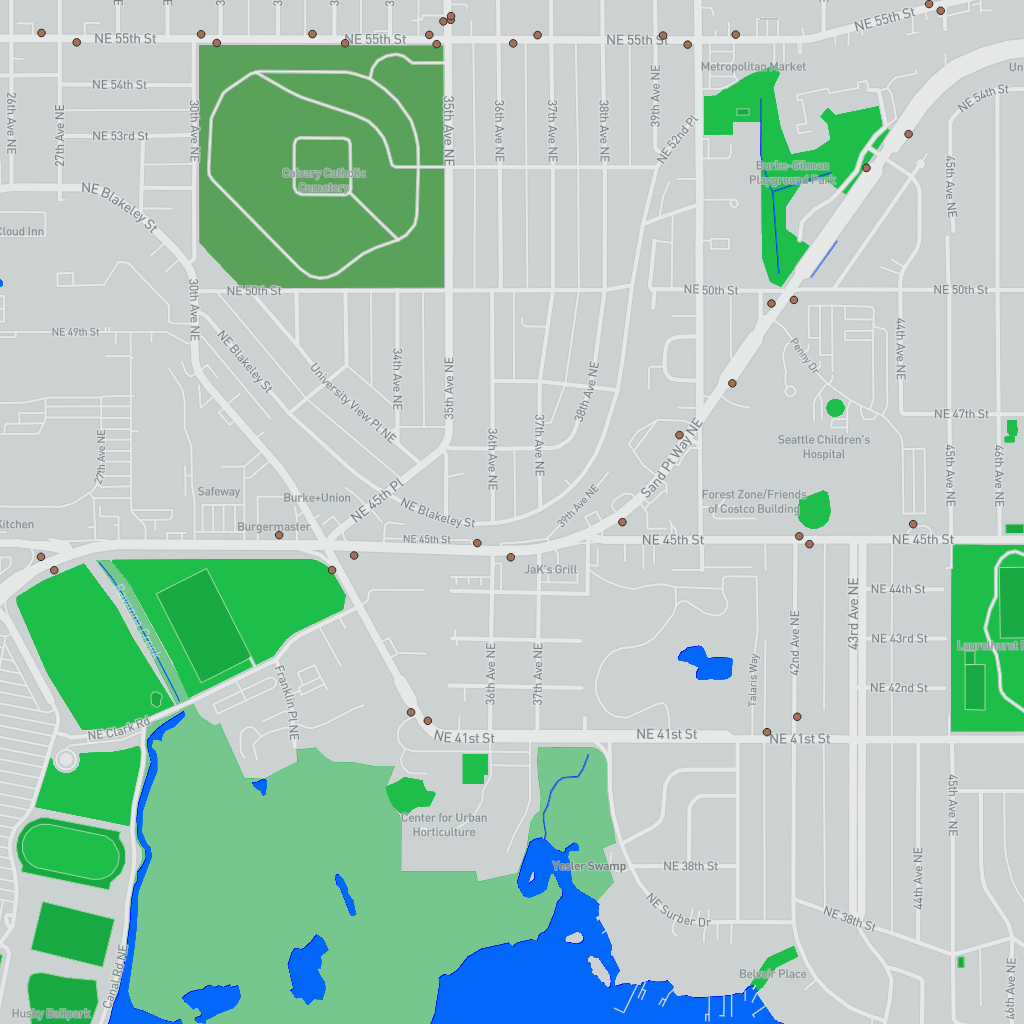 NE 55th St
NE 55th St
NE 55th St
NE 55th St
Metropolitan Market
NE 54th St
NE 54th St
26th Ave NE
27th Ave NE
30th Ave NE
35th Ave NE
36th Ave NE
37th Ave NE
38th Ave NE
39th Ave NE
NE 52nd Pl
NE 53rd St
Calvary Catholic
Cemetery
Burke-Gilman
Playground Park
45th Ave NE
NE Blakeley St
Cloud Inn
NE 50th St
NE 50th St
NE 50th St
30th Ave NE
NE 49th St
NE Blakeley St
University View Pl NE
34th Ave NE
35th Ave NE
38th Ave NE
Penny Dr
44th Ave NE
NE 47th St
27th Ave NE
36th Ave NE
37th Ave NE
Sand Pt Way NE
Seattle Children's
Hospital
45th Ave NE
46th Ave NE
Safeway
Burke+Union
NE 45th Pl
NE Blakeley St
39th Ave NE
Forest Zone/Friends
of Costco Building
Kitchen
Burgermaster
NE 45th St
NE 45th St
NE 45th St
JaK's Grill
NE 44th St
43rd Ave NE
42nd Ave NE
NE 43rd St
Franklin Pl NE
36th Ave NE
37th Ave NE
Talaris Way
NE 42nd St
NE Clark Rd
NE 41st St
NE 41st St
NE 41st St
Center for Urban
Horticulture
45th Ave NE
Yesler Swamp
NE 38th St
44th Ave NE
NE Surber Dr
NE 38th St
Canal Rd NE
Belvoir Place
46th Ave NE
Husky Ballpark